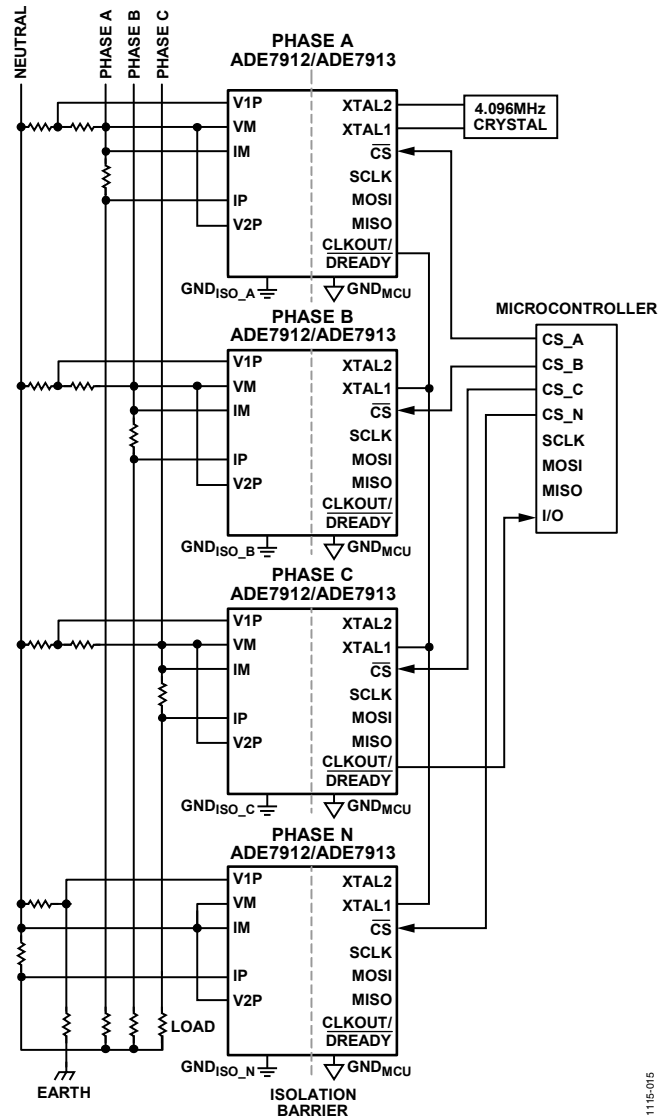 NEUTRAL
PHASE A
PHASE B
PHASE C
PHASE A
ADE7912/ADE7913
V1P
VM
IM
IP
V2P
XTAL2
XTAL1
CS
SCLK
MOSI
MISO
CLKOUT/
DREADY
4.096MHz
CRYSTAL
GNDISO_A
GNDMCU
PHASE B
ADE7912/ADE7913
V1P
VM
IM
IP
V2P
XTAL2
XTAL1
CS
SCLK
MOSI
MISO
CLKOUT/
DREADY
GNDISO_B
GNDMCU
MICROCONTROLLER
CS_A
CS_B
CS_C
CS_N
SCLK
MOSI
MISO
I/O
PHASE C
ADE7912/ADE7913
V1P
VM
IM
IP
V2P
XTAL2
XTAL1
CS
SCLK
MOSI
MISO
CLKOUT/
DREADY
GNDISO_C
GNDMCU
PHASE N
ADE7912/ADE7913
V1P
VM
IM
IP
V2P
XTAL2
XTAL1
CS
SCLK
MOSI
MISO
CLKOUT/
DREADY
LOAD
EARTH
GNDISO_N
GNDMCU
ISOLATION
BARRIER
1115-015